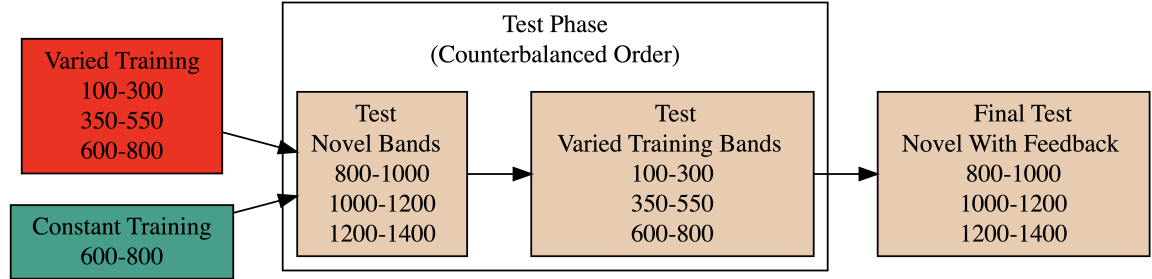 Varied Training
100-300
350-550
600-800
Constant Training
600-800
Test Phase
(Counterbalanced Order)
Test
Novel Bands
800-1000
1000-1200
1200-1400
Test
Varied Training Bands
100-300
350-550
600-800
Final Test
Novel With Feedback
800-1000
1000-1200
1200-1400